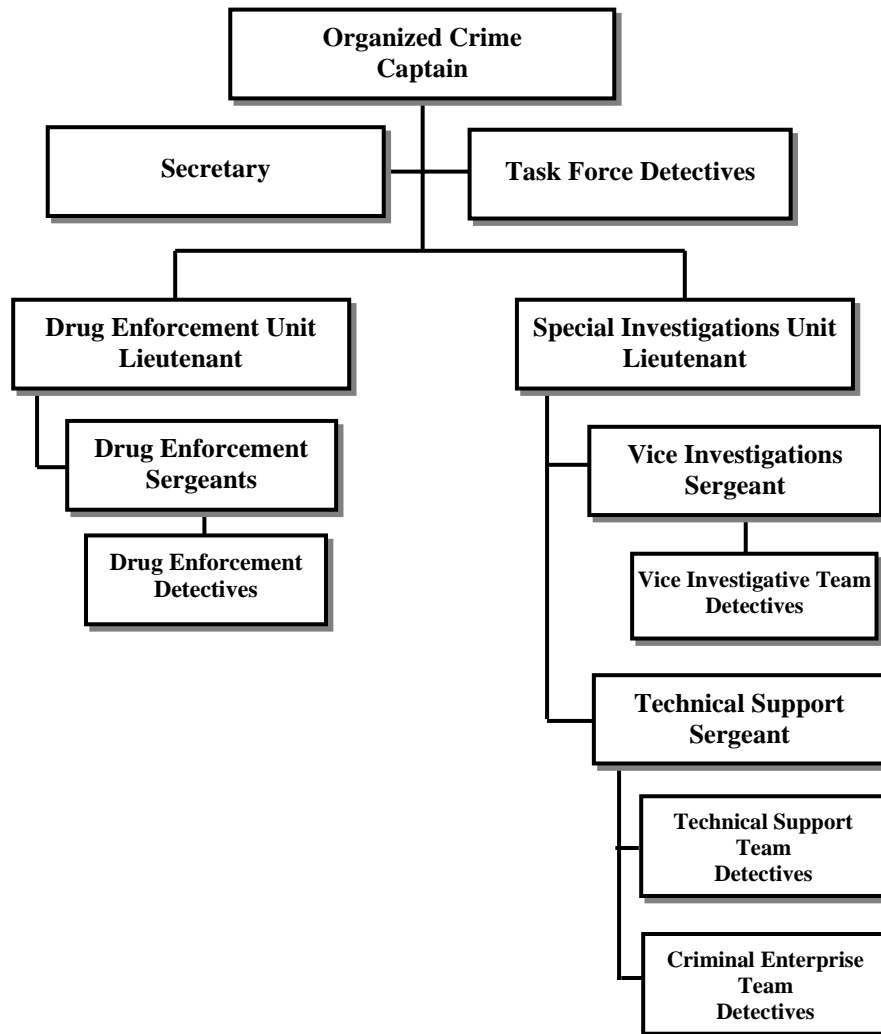 Organized Crime
Captain
Secretary
Task Force Detectives
Drug Enforcement Unit
Lieutenant
Special Investigations Unit
Lieutenant
Drug Enforcement
Sergeants
Vice Investigations
Sergeant
Drug Enforcement
Detectives
Vice Investigative Team
Detectives
Technical Support
Sergeant
Technical Support
Team
Detectives
Criminal Enterprise
Team
Detectives